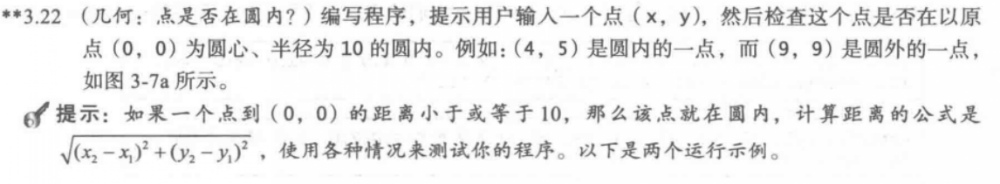 **3.22 （几何：点是否在圆内？）编写程序，提示用户输入一个点（x，y），然后检查这个点是否在以原
点（0，0）为圆心、半径为 10 的圆内。例如：（4，5）是圆内的一点，而（9，9）是圆外的一点，
如图 3-7a 所示。
提示：如果一个点到（0，0）的距离小于或等于 10，那么该点就在圆内，计算距离的公式是
√(x₂ − x₁)² + (y₂ − y₁)² ，使用各种情况来测试你的程序。以下是两个运行示例。